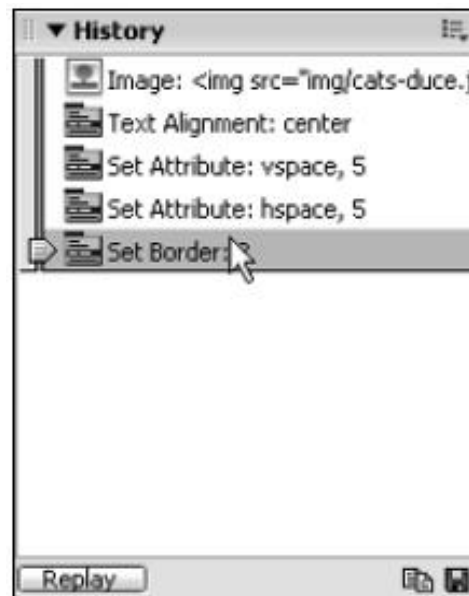 History
Image: <img src="img/cats-duce.j
Text Alignment: center
Set Attribute: vspace, 5
Set Attribute: hspace, 5
Set Border:
Replay